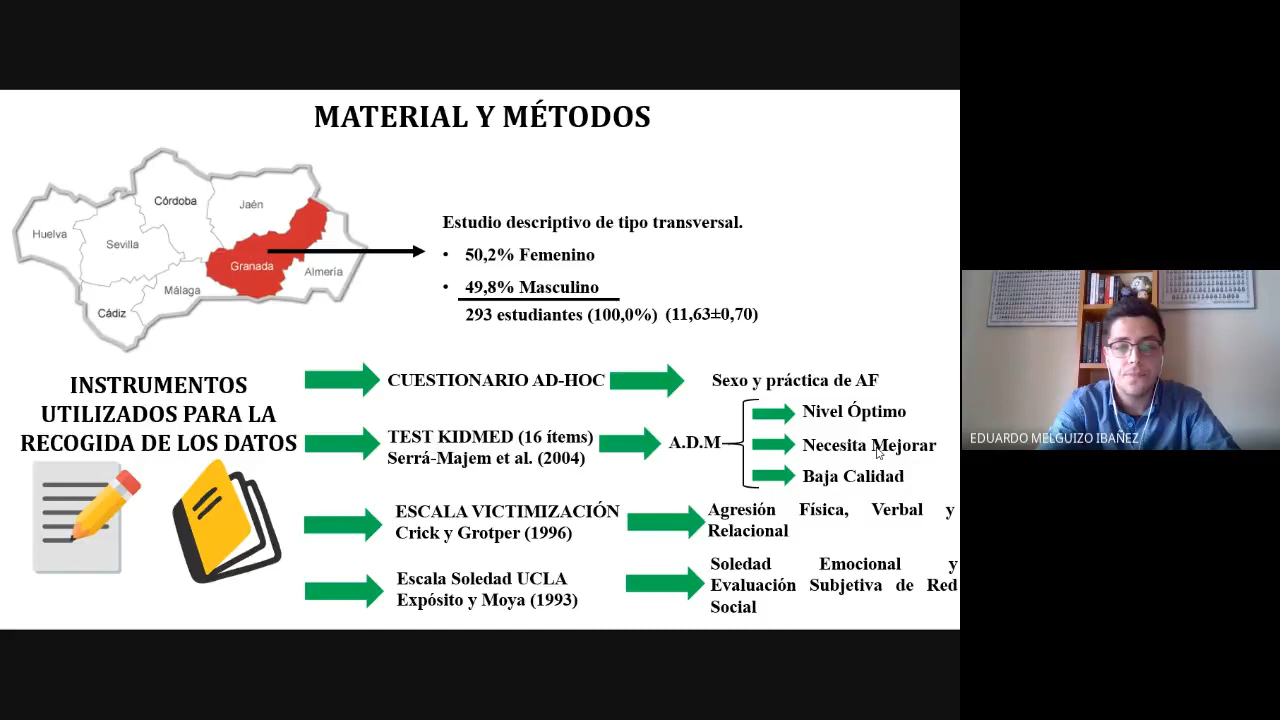 MATERIAL Y MÉTODOS
Córdoba
Jaén
Huelva
Sevilla
Granada
Almería
Málaga
Cádiz
Estudio descriptivo de tipo transversal.
• 50,2% Femenino
• 49,8% Masculino
293 estudiantes (100,0%) (11,63±0,70)
INSTRUMENTOS
UTILIZADOS PARA LA
RECOGIDA DE LOS DATOS
CUESTIONARIO AD-HOC
Sexo y práctica de AF
TEST KIDMED (16 ítems)
Serrá-Majem et al. (2004)
A.D.M
Nivel Óptimo
Necesita Mejorar
Baja Calidad
ESCALA VICTIMIZACIÓN
Crick y Grotper (1996)
Agresión Física, Verbal y
Relacional
Escala Soledad UCLA
Expósito y Moya (1993)
Soledad Emocional y
Evaluación Subjetiva de Red
Social
EDUARDO MELGUIZO IBAÑEZ